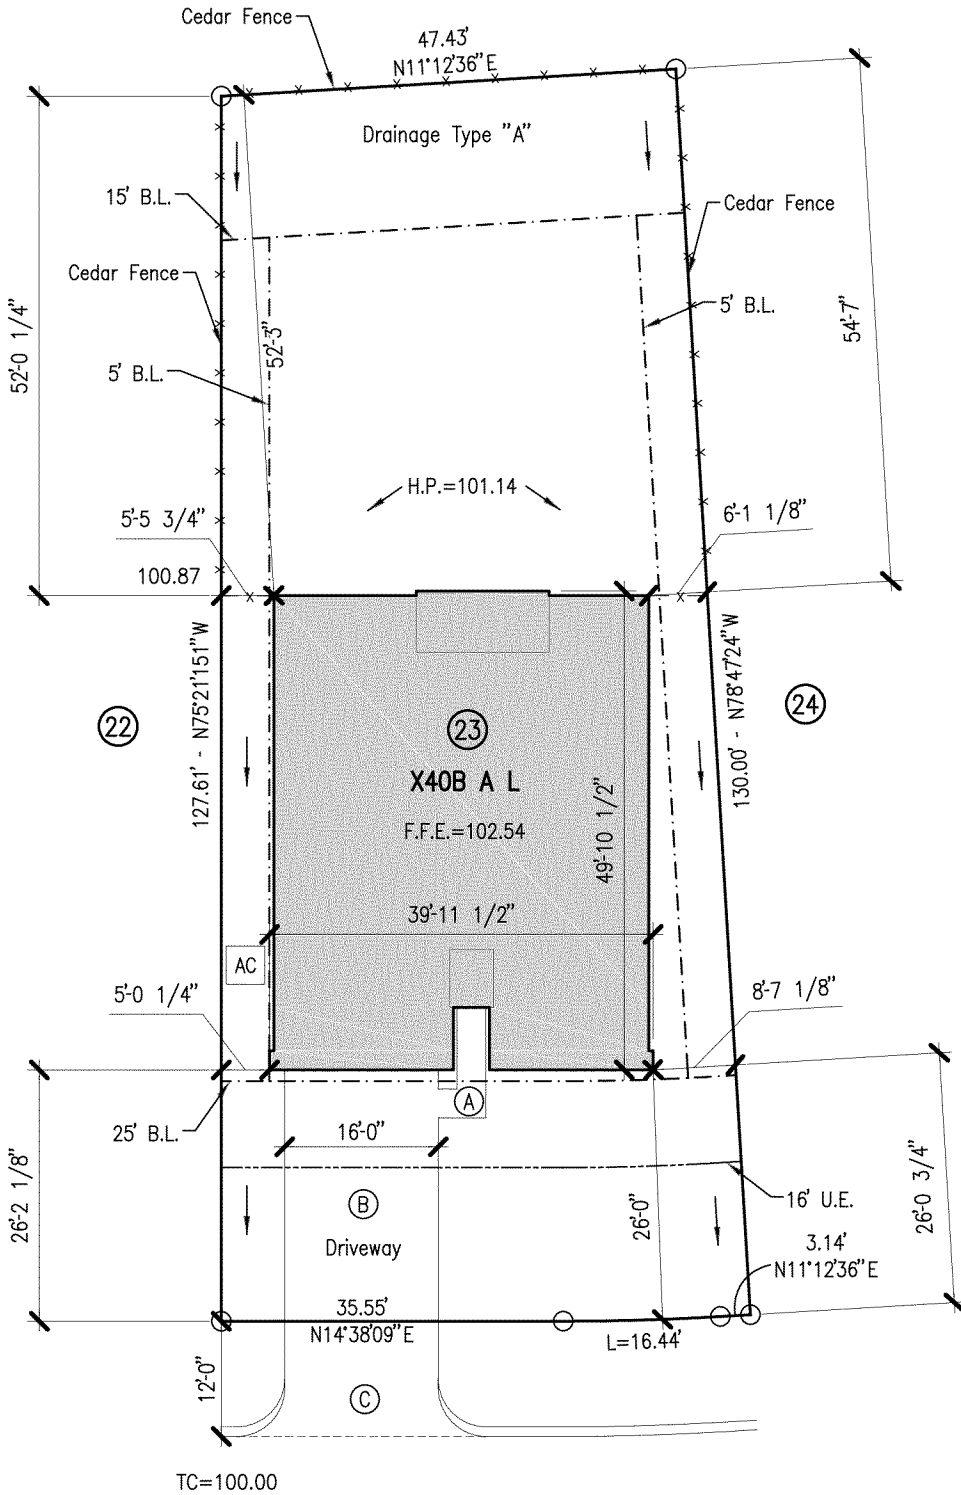 Cedar Fence
47.43'
N11°12'36"E
Drainage Type "A"
15' B.L.
Cedar Fence
Cedar Fence
52'-0 1/4"
52'-3"
5' B.L.
54'-7"
5' B.L.
H.P.=101.14
5'-5 3/4"
6'-1 1/8"
100.87
127.61' - N75°21'151"W
130.00' - N78°47'24"W
22
23
24
X40B A L
F.F.E.=102.54
49'-10 1/2"
39'-11 1/2"
AC
5'-0 1/4"
8'-7 1/8"
A
25' B.L.
16'-0"
26'-2 1/8"
26'-0"
26'-0 3/4"
16' U.E.
B
Driveway
3.14'
N11°12'36"E
35.55'
N14°38'09"E
L=16.44'
12'-0"
C
TC=100.00